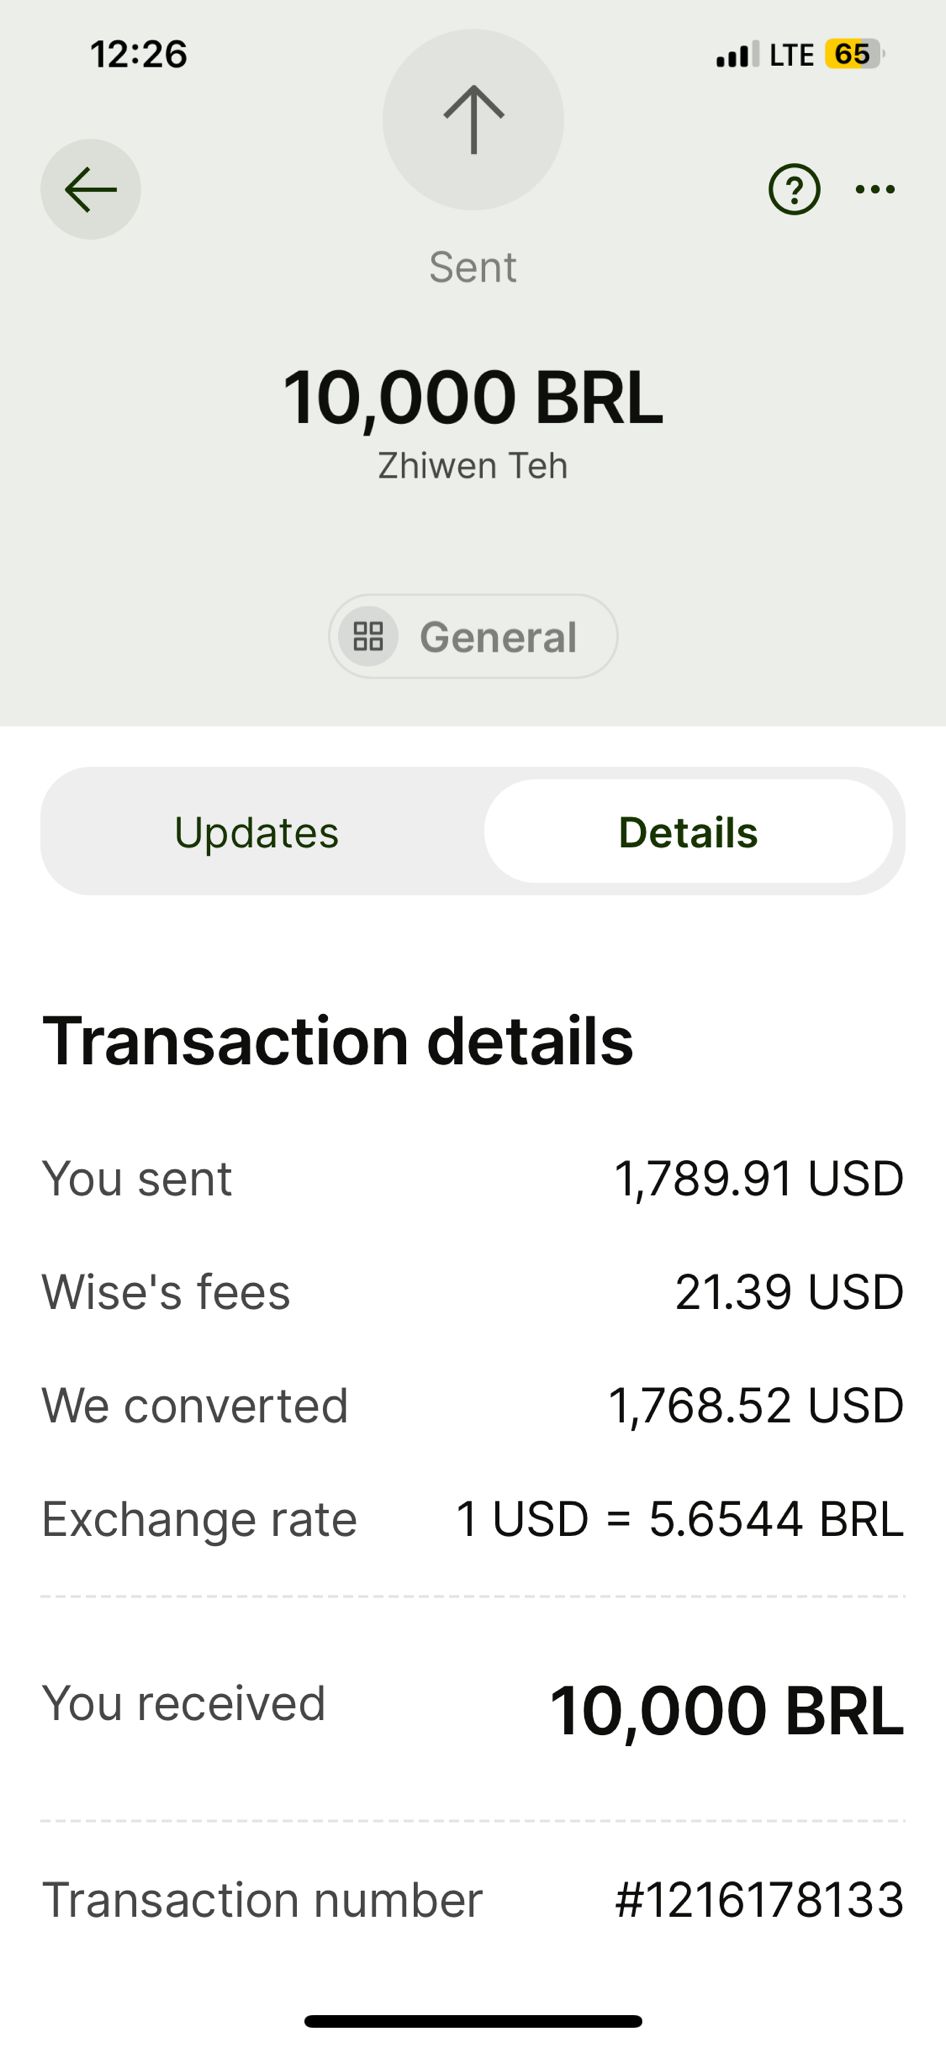 12:26
LTE 65
Sent
10,000 BRL
Zhiwen Teh
General
Updates
Details
Transaction details
You sent 1,789.91 USD
Wise's fees 21.39 USD
We converted 1,768.52 USD
Exchange rate 1 USD = 5.6544 BRL
You received 10,000 BRL
Transaction number #1216178133